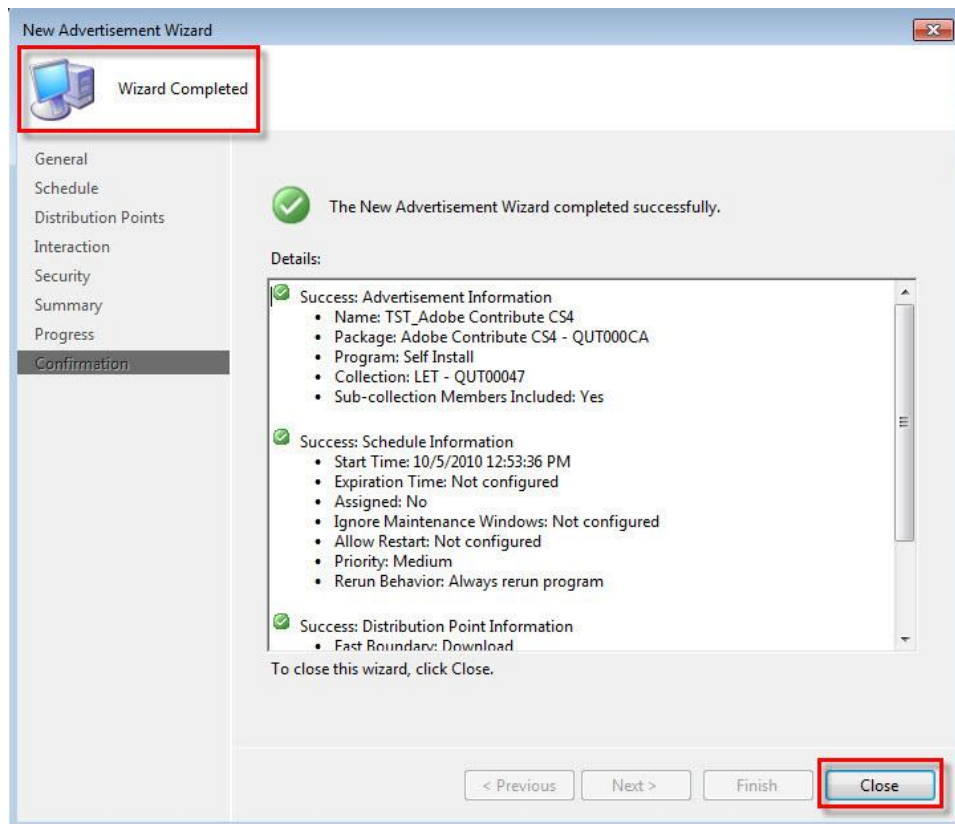 New Advertisement Wizard
Wizard Completed
General
Schedule
Distribution Points
Interaction
Security
Summary
Progress
Confirmation
The New Advertisement Wizard completed successfully.
Details:
Success: Advertisement Information
• Name: TST_Adobe Contribute CS4
• Package: Adobe Contribute CS4 - QUT000CA
• Program: Self Install
• Collection: LET - QUT00047
• Sub-collection Members Included: Yes
Success: Schedule Information
• Start Time: 10/5/2010 12:53:36 PM
• Expiration Time: Not configured
• Assigned: No
• Ignore Maintenance Windows: Not configured
• Allow Restart: Not configured
• Priority: Medium
• Rerun Behavior: Always rerun program
Success: Distribution Point Information
• Fast Boundary: Download
To close this wizard, click Close.
< Previous
Next >
Finish
Close